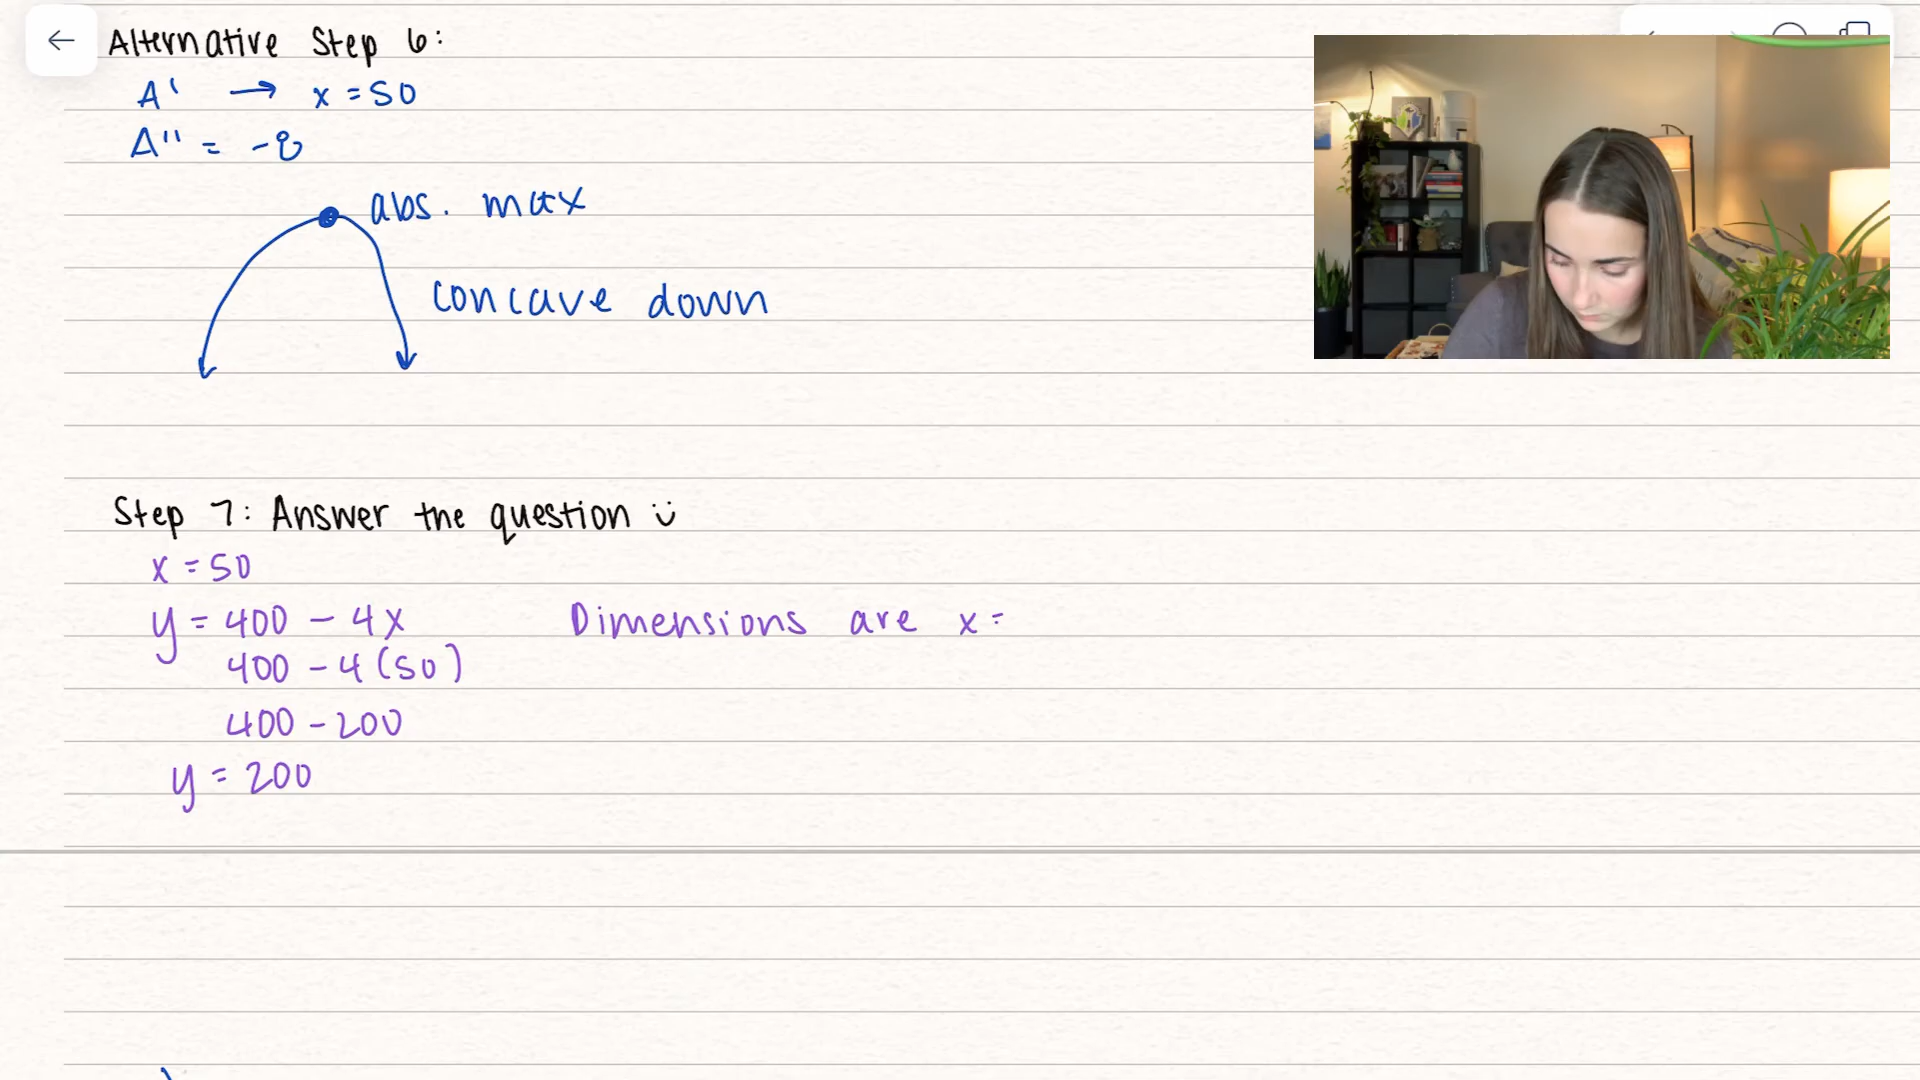 Alternative Step 6:
A' → x = 50
A'' = -8
abs. max
concave down
Step 7: Answer the question ü
x = 50
y = 400 - 4x
400 - 4(50)
400 - 200
y = 200
Dimensions are x =